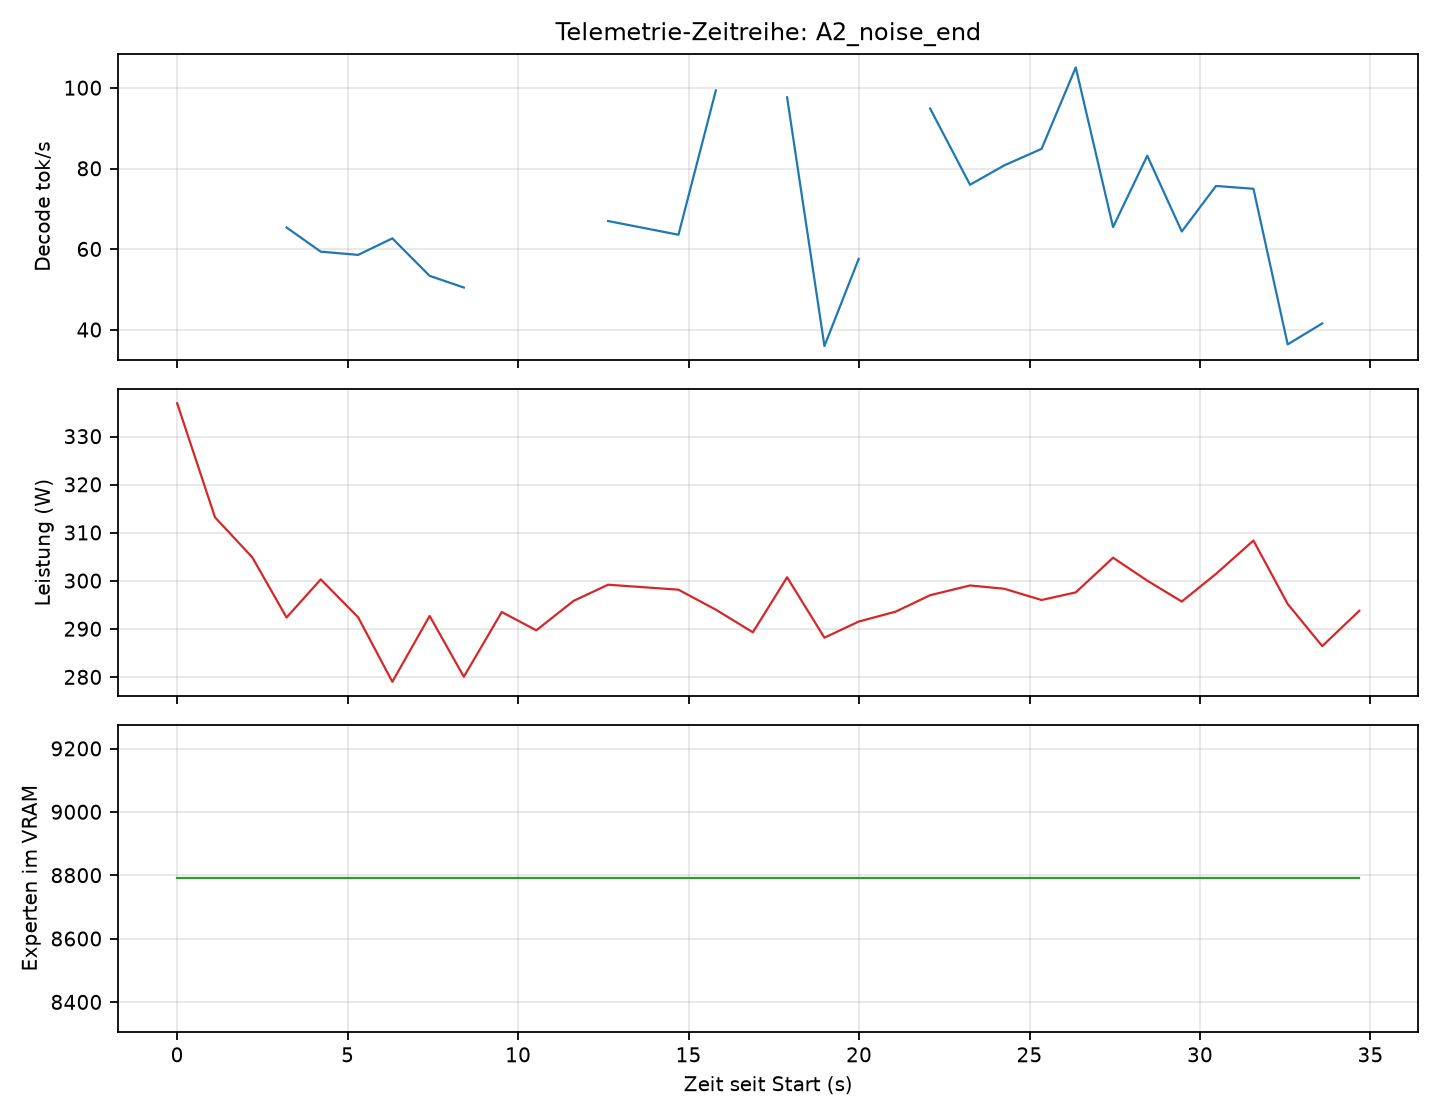 Telemetrie-Zeitreihe: A2_noise_end
Decode tok/s
100
80
60
40
Leistung (W)
330
320
310
300
290
280
Experten im VRAM
9200
9000
8800
8600
8400
0 5 10 15 20 25 30 35
Zeit seit Start (s)